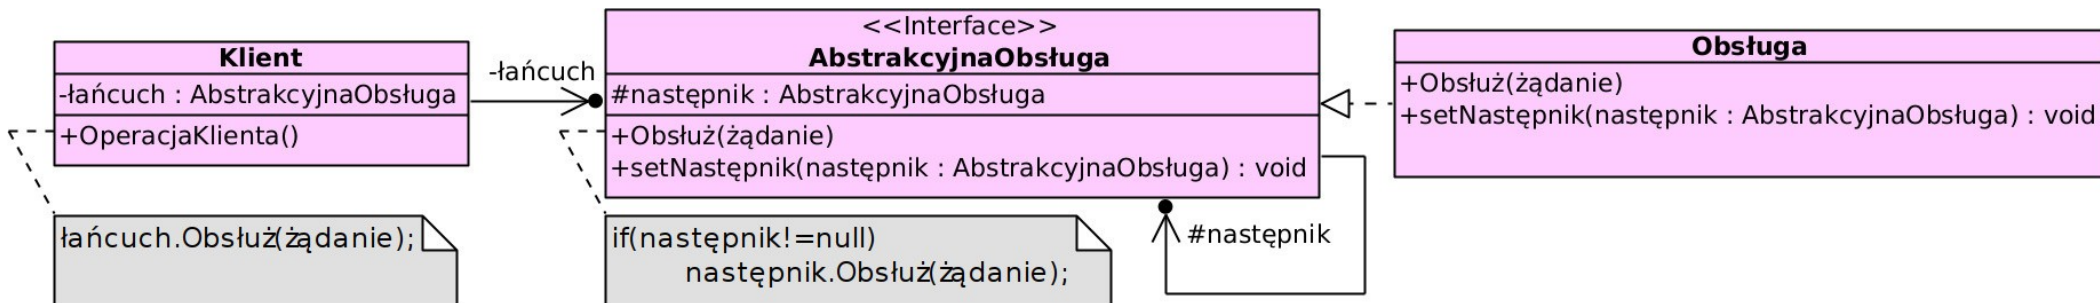 Klient
-łańcuch : AbstrakcyjnaObsługa
+OperacjaKlienta()
łańcuch.Obsłuż(żądanie);
-łańcuch
<<Interface>>
AbstrakcyjnaObsługa
#następnik : AbstrakcyjnaObsługa
+Obsłuż(żądanie)
+setNastępnik(następnik : AbstrakcyjnaObsługa) : void
if(następnik!=null)
następnik.Obsłuż(żądanie);
#następnik
Obsługa
+Obsłuż(żądanie)
+setNastępnik(następnik : AbstrakcyjnaObsługa) : void